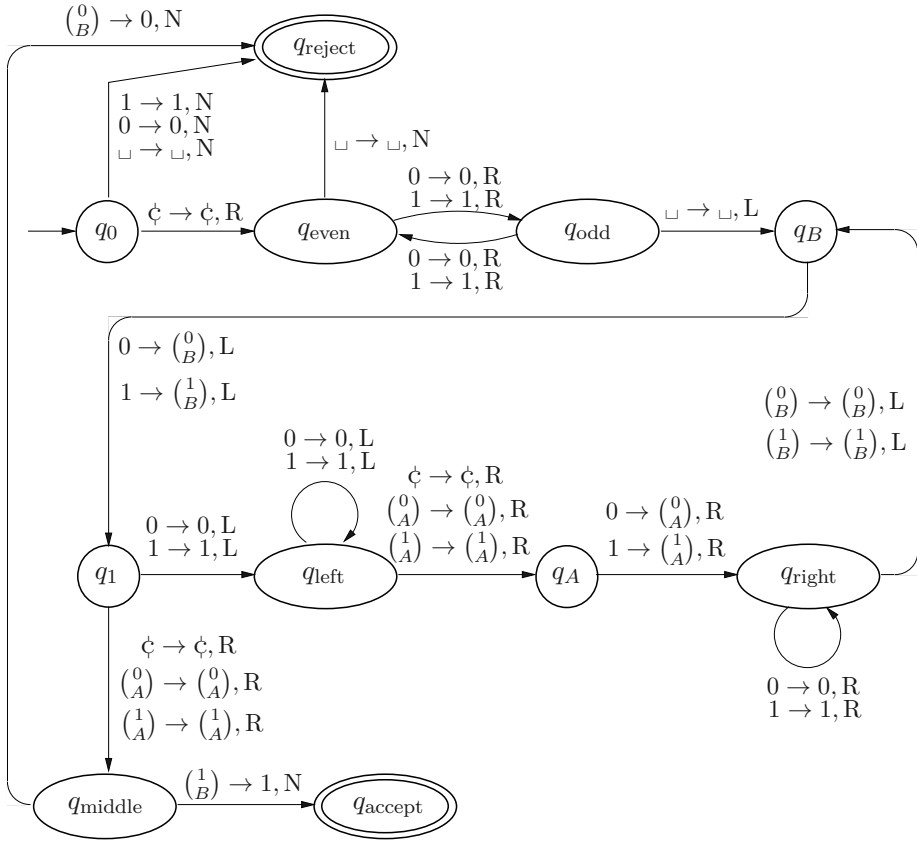 (0 B) → 0, N
q_reject
1 → 1, N
0 → 0, N
␣ → ␣, N
␣ → ␣, N
0 → 0, R
1 → 1, R
q_0
¢ → ¢, R
q_even
q_odd
␣ → ␣, L
q_B
0 → 0, R
1 → 1, R
0 → (0 B), L
1 → (1 B), L
(0 B) → (0 B), L
(1 B) → (1 B), L
0 → 0, L
1 → 1, L
¢ → ¢, R
(0 A) → (0 A), R
(1 A) → (1 A), R
0 → (0 A), R
1 → (1 A), R
0 → 0, L
1 → 1, L
q_1
q_left
q_A
q_right
¢ → ¢, R
(0 A) → (0 A), R
(1 A) → (1 A), R
0 → 0, R
1 → 1, R
q_middle
(1 B) → 1, N
q_accept